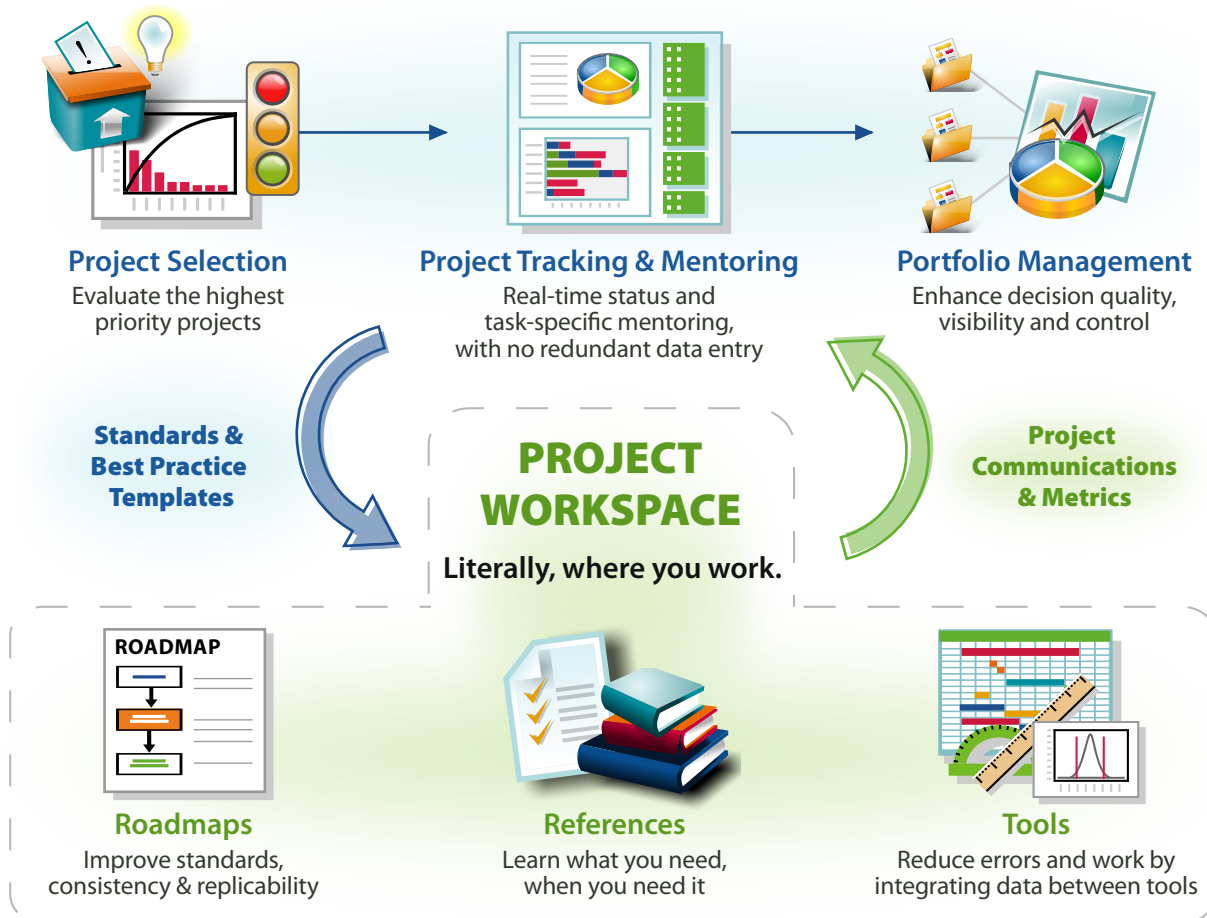 !
Project Selection
Evaluate the highest
priority projects
Project Tracking & Mentoring
Real-time status and
task-specific mentoring,
with no redundant data entry
Portfolio Management
Enhance decision quality,
visibility and control
Standards &
Best Practice
Templates
PROJECT
WORKSPACE
Literally, where you work.
Project
Communications
& Metrics
ROADMAP
Roadmaps
Improve standards,
consistency & replicability
References
Learn what you need,
when you need it
Tools
Reduce errors and work by
integrating data between tools